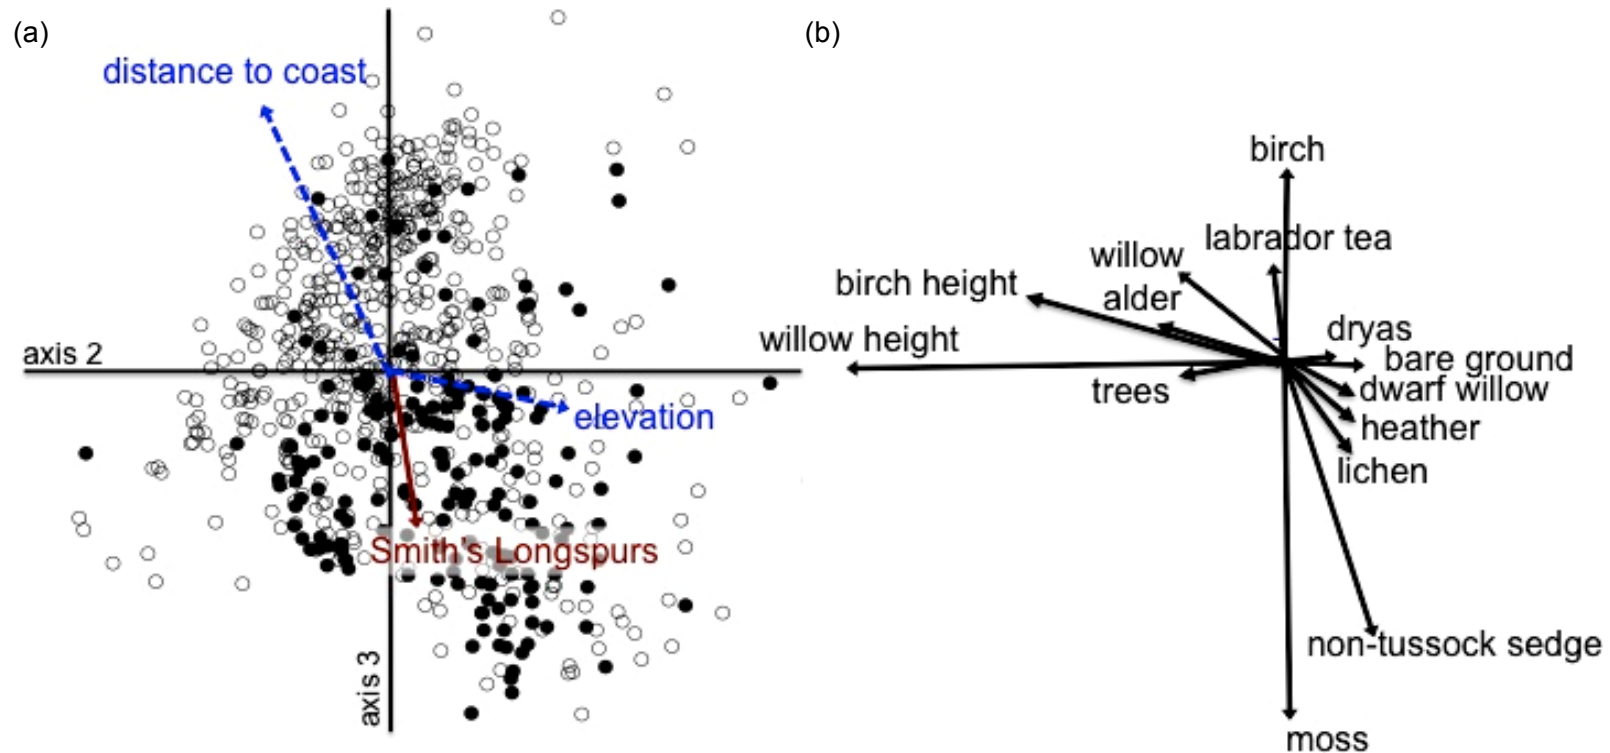 (a)
distance to coast
axis 2
elevation
Smith's Longspurs
axis 3
(b)
birch
labrador tea
willow
birch height
alder
willow height
dryas
bare ground
trees
dwarf willow
heather
lichen
non-tussock sedge
moss